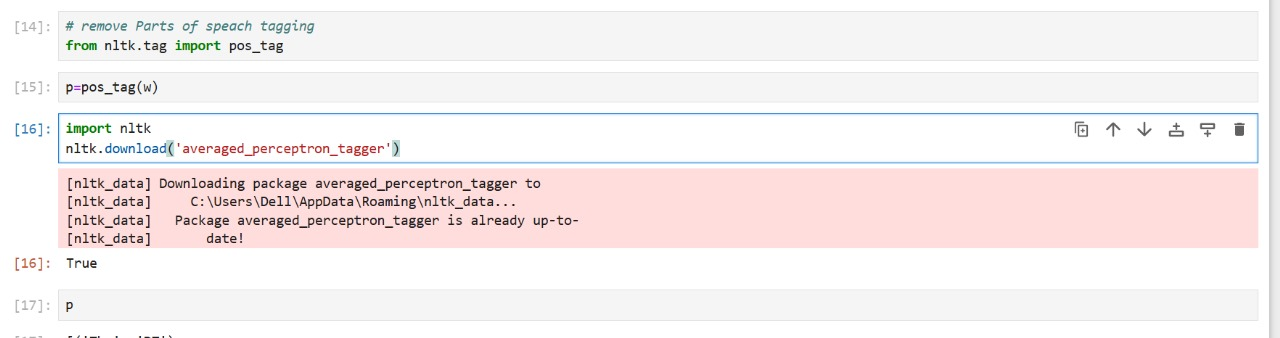 [14]: # remove Parts of speach tagging
from nltk.tag import pos_tag
[15]: p=pos_tag(w)
[16]: import nltk
nltk.download('averaged_perceptron_tagger')
[nltk_data] Downloading package averaged_perceptron_tagger to
[nltk_data]     C:\Users\Dell\AppData\Roaming\nltk_data...
[nltk_data]   Package averaged_perceptron_tagger is already up-to-
[nltk_data]       date!
[16]: True
[17]: p